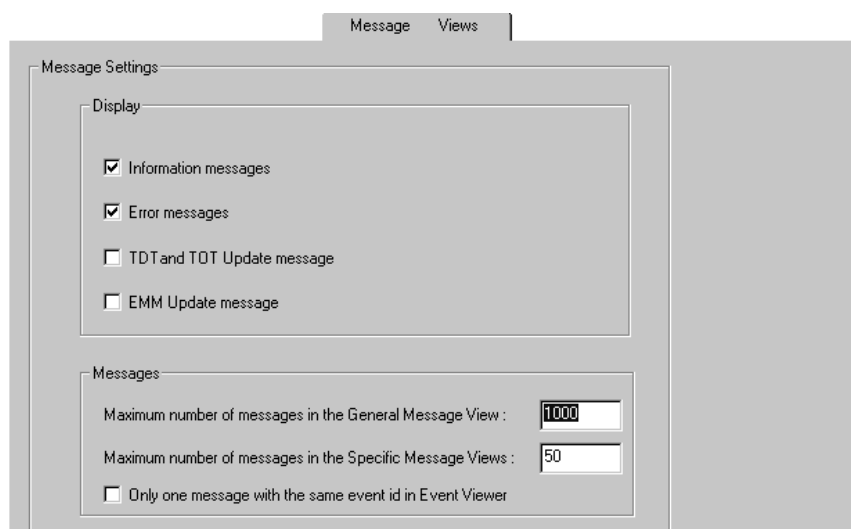 Message Views
Message Settings
Display
Information messages
Error messages
TDT and TOT Update message
EMM Update message
Messages
Maximum number of messages in the General Message View : 1000
Maximum number of messages in the Specific Message Views : 50
Only one message with the same event id in Event Viewer